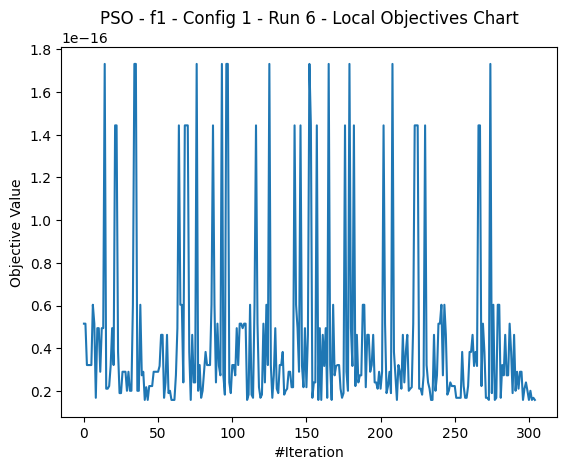 PSO - f1 - Config 1 - Run 6 - Local Objectives Chart
1e−16
1.8
1.6
1.4
1.2
1.0
0.8
0.6
0.4
0.2
Objective Value
0 50 100 150 200 250 300
#Iteration